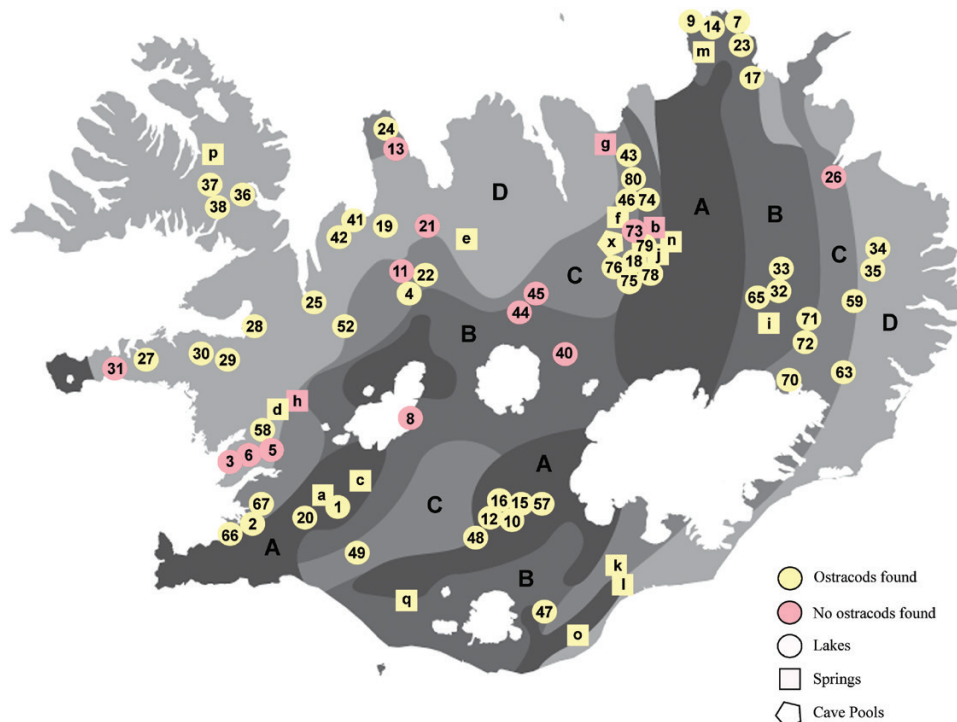 9 14 7
m 23
17
24
13
g
p
43
26
37 36
80
38
D
46 74
A
B
41
19 21
f
b
42
e
73
n
x
79
j
C
34
11 22
76 18
33
35
C
75 78
4
45
65 32
59
25
44
i
71
D
28
52
B
72
27 30 29
40
31
63
70
h
d
8
58
5
6
3
A
c
a
16 15 57
67
1
C
20
12 10
2
66
A
48
49
k
B
l
q
47
o
Ostracods found
No ostracods found
Lakes
Springs
Cave Pools